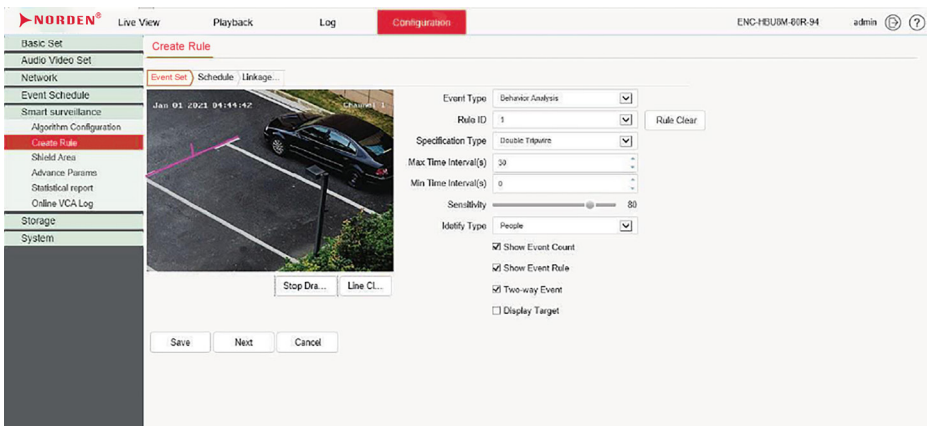 NORDEN®
Live View
Playback
Log
Configuration
ENC-HBU8M-80R-94
admin
?
Basic Set
Audio Video Set
Network
Event Schedule
Smart surveillance
Algorithm Configuration
Create Rule
Shield Area
Advance Params
Statistical report
Online VCA Log
Storage
System
Create Rule
Event Set
Schedule
Linkage...
Jan 01 2021 04:44:42
Channel 1
Stop Dra...
Line Cl...
Event Type
Behavior Analysis
Rule ID
1
Rule Clear
Specification Type
Double Tripwire
Max Time Interval(s)
Min Time Interval(s)
0
Sensitivity
80
Idetify Type
People
Show Event Count
Show Event Rule
Two-way Event
Display Target
Save
Next
Cancel